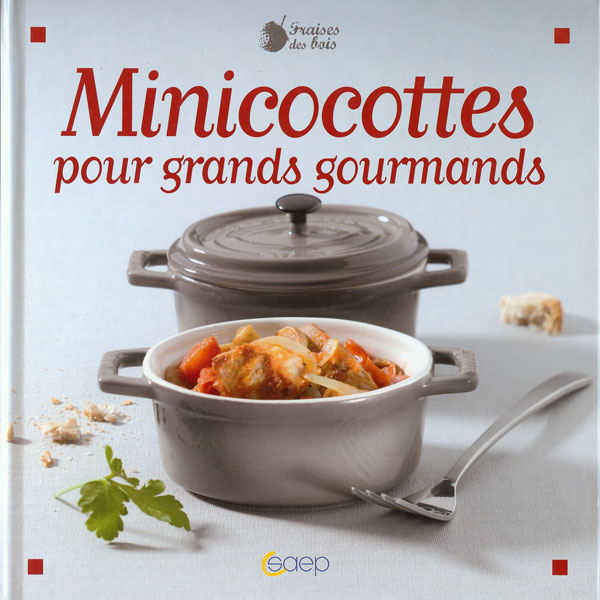 Fraises
des bois
Minicocottes
pour grands gourmands
saep